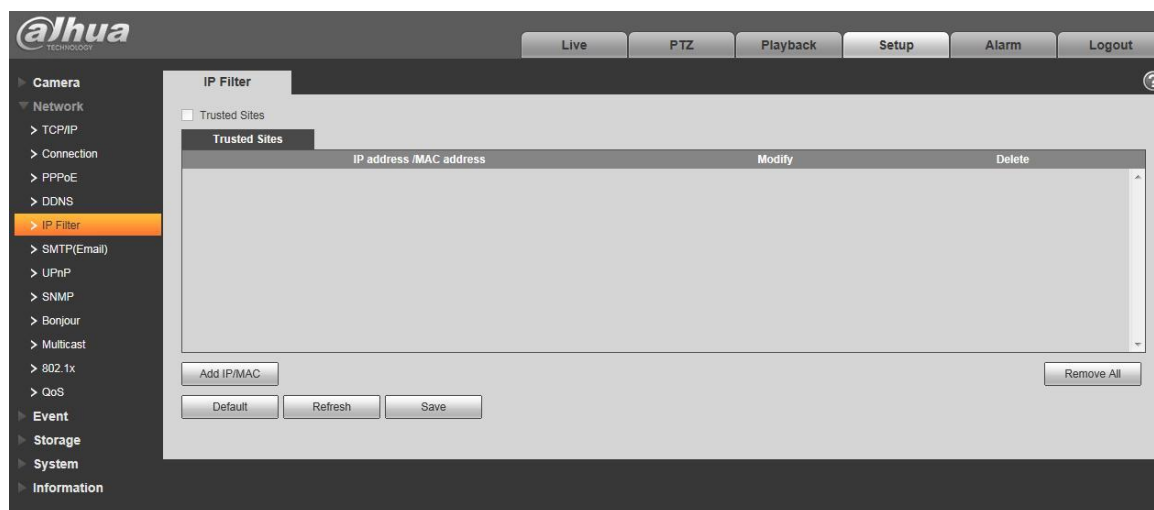 alhua
TECHNOLOGY
Live PTZ Playback Setup Alarm Logout
Camera
Network
> TCP/IP
> Connection
> PPPoE
> DDNS
> IP Filter
> SMTP(Email)
> UPnP
> SNMP
> Bonjour
> Multicast
> 802.1x
> QoS
Event
Storage
System
Information
IP Filter
?
Trusted Sites
Trusted Sites
IP address /MAC address Modify Delete
Add IP/MAC Remove All
Default Refresh Save